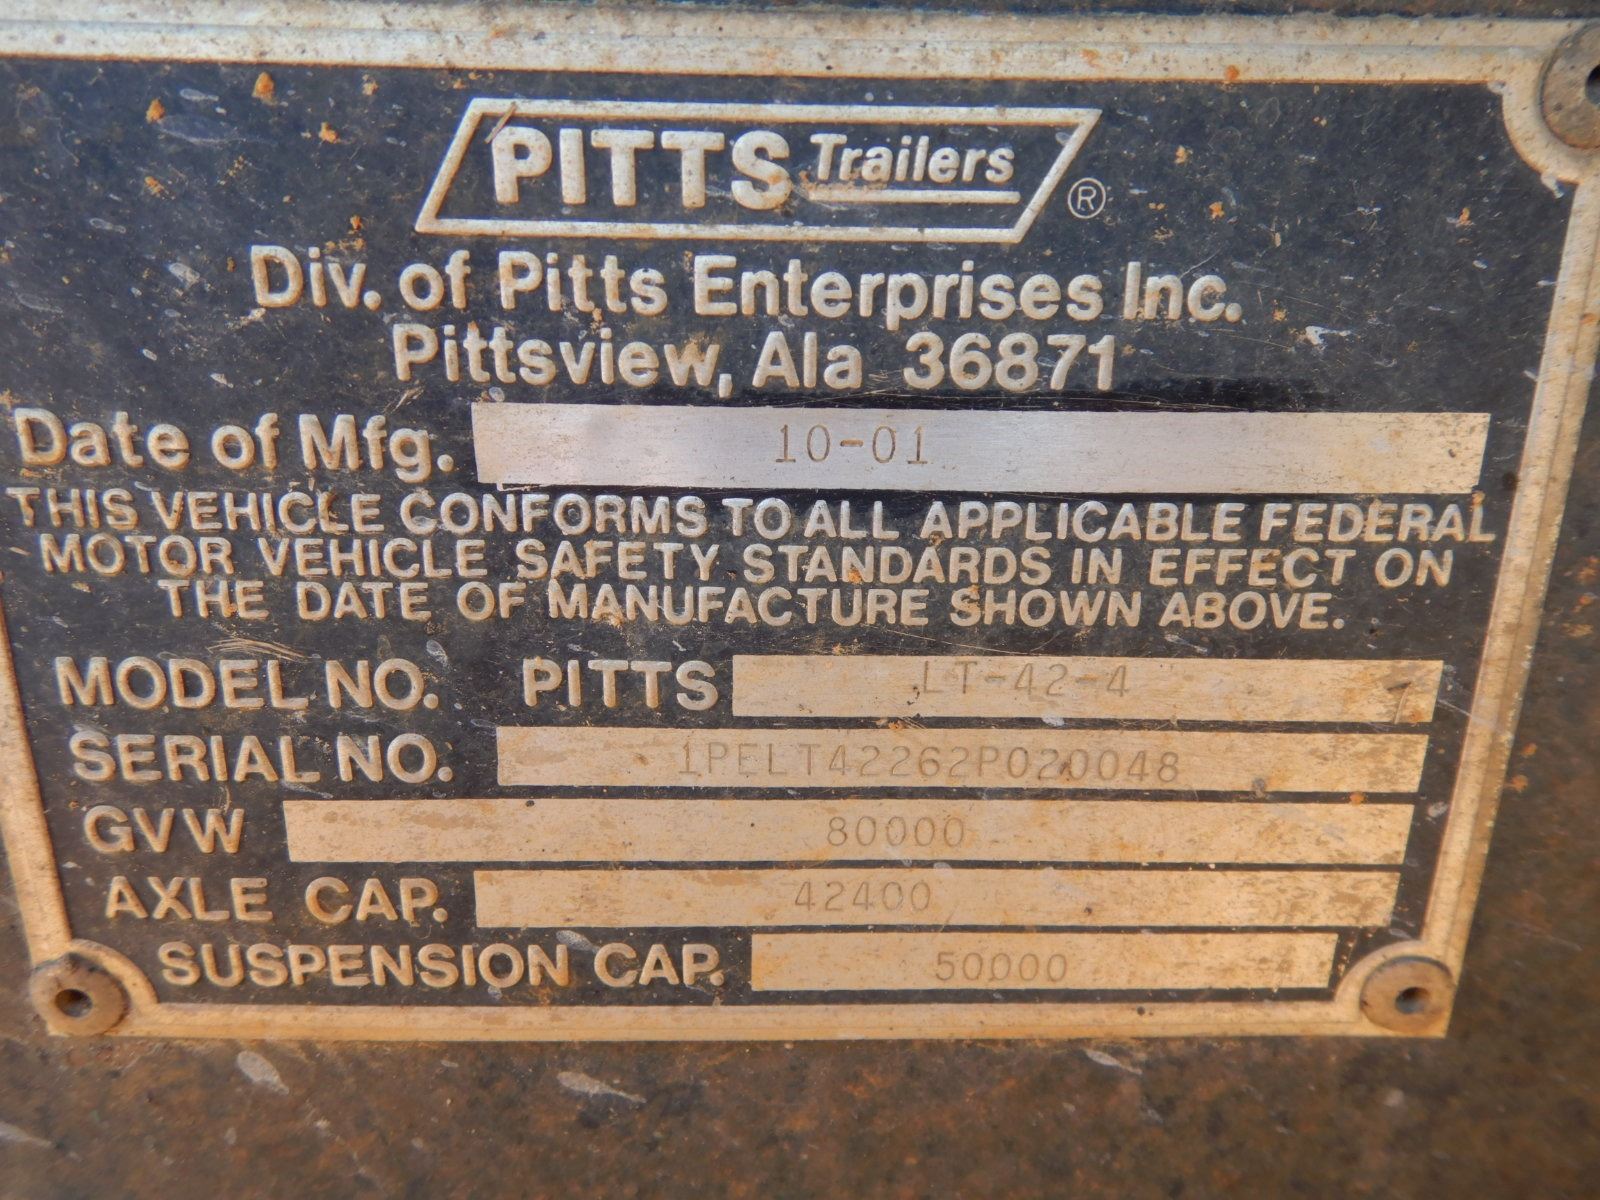 PITTS Trailers ®
Div. of Pitts Enterprises Inc.
Pittsview, Ala 36871
Date of Mfg. 10-01
THIS VEHICLE CONFORMS TO ALL APPLICABLE FEDERAL
MOTOR VEHICLE SAFETY STANDARDS IN EFFECT ON
THE DATE OF MANUFACTURE SHOWN ABOVE.
MODEL NO. PITTS LT-42-4 7
SERIAL NO. 1PELT42262P020048
GVW 80000
AXLE CAP. 42400
SUSPENSION CAP. 50000